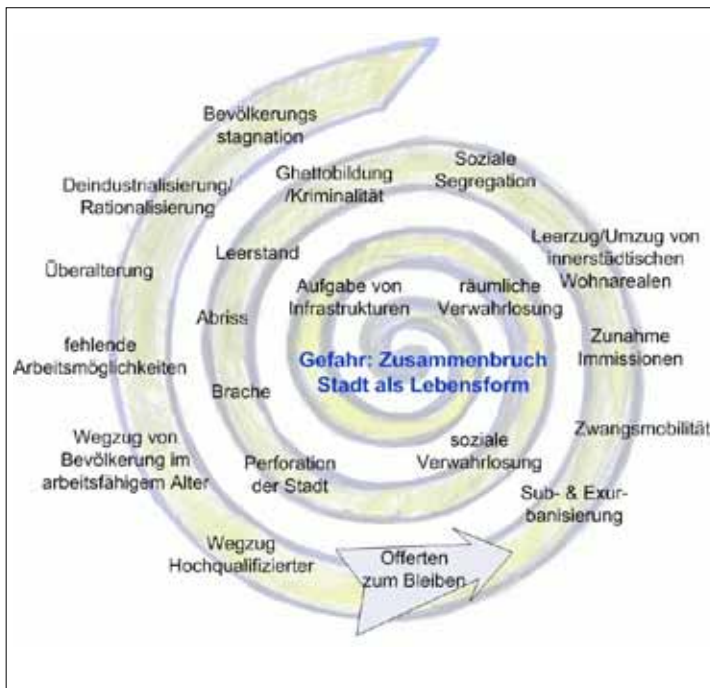 Bevölkerungs
stagnation
Deindustrialisierung/
Rationalisierung
Überalterung
fehlende
Arbeitsmöglichkeiten
Wegzug von
Bevölkerung im
arbeitsfähigem Alter
Wegzug
Hochqualifizierter
Offerten
zum Bleiben
Sub- & Exur-
banisierung
Zwangsmobilität
Zunahme
Immissionen
Leerzug/Umzug von
innerstädtischen
Wohnarealen
Soziale
Segregation
Ghettobildung
/Kriminalität
Leerstand
Abriss
Brache
Perforation
der Stadt
soziale
Verwahrlosung
räumliche
Verwahrlosung
Aufgabe von
Infrastrukturen
Gefahr: Zusammenbruch
Stadt als Lebensform